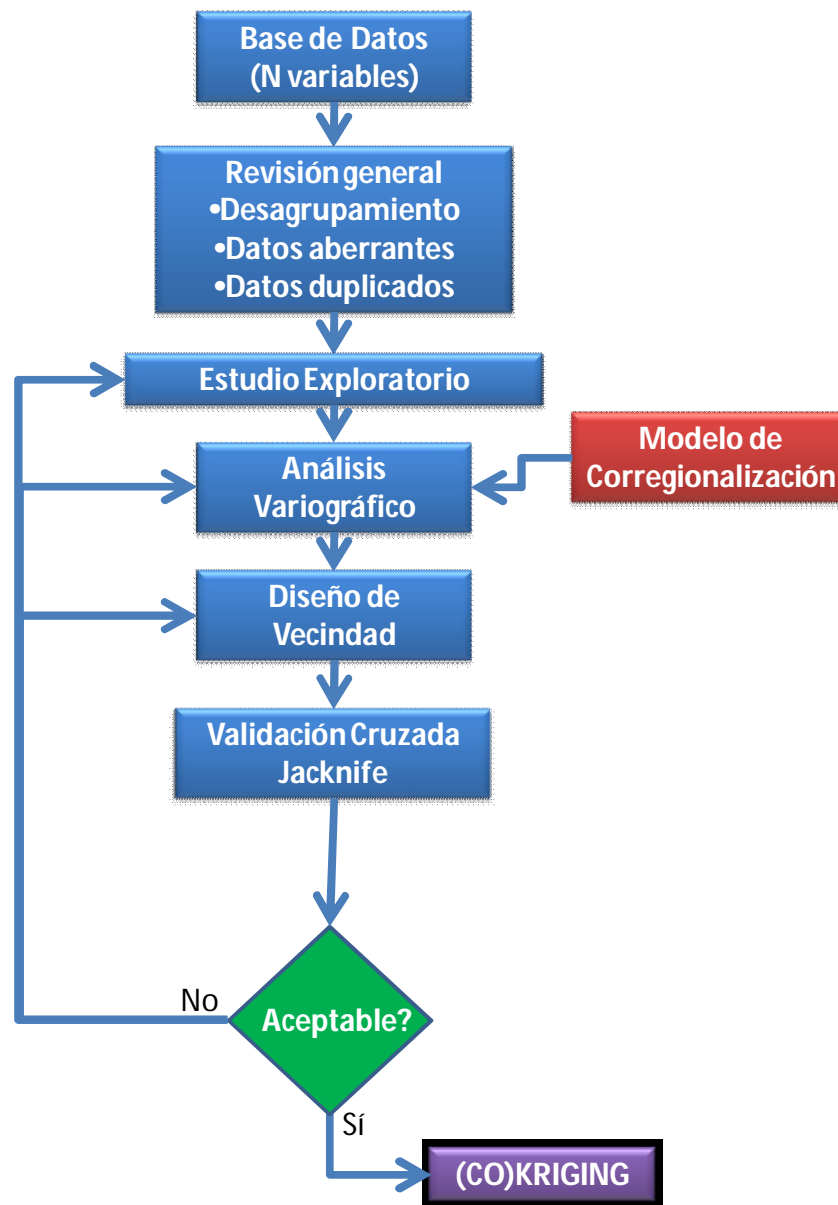 Base de Datos
(N variables)
Revisión general
•Desagrupamiento
•Datos aberrantes
•Datos duplicados
Estudio Exploratorio
Análisis
Variográfico
Modelo de
Corregionalización
Diseño de
Vecindad
Validación Cruzada
Jacknife
No
Aceptable?
Sí
(CO)KRIGING